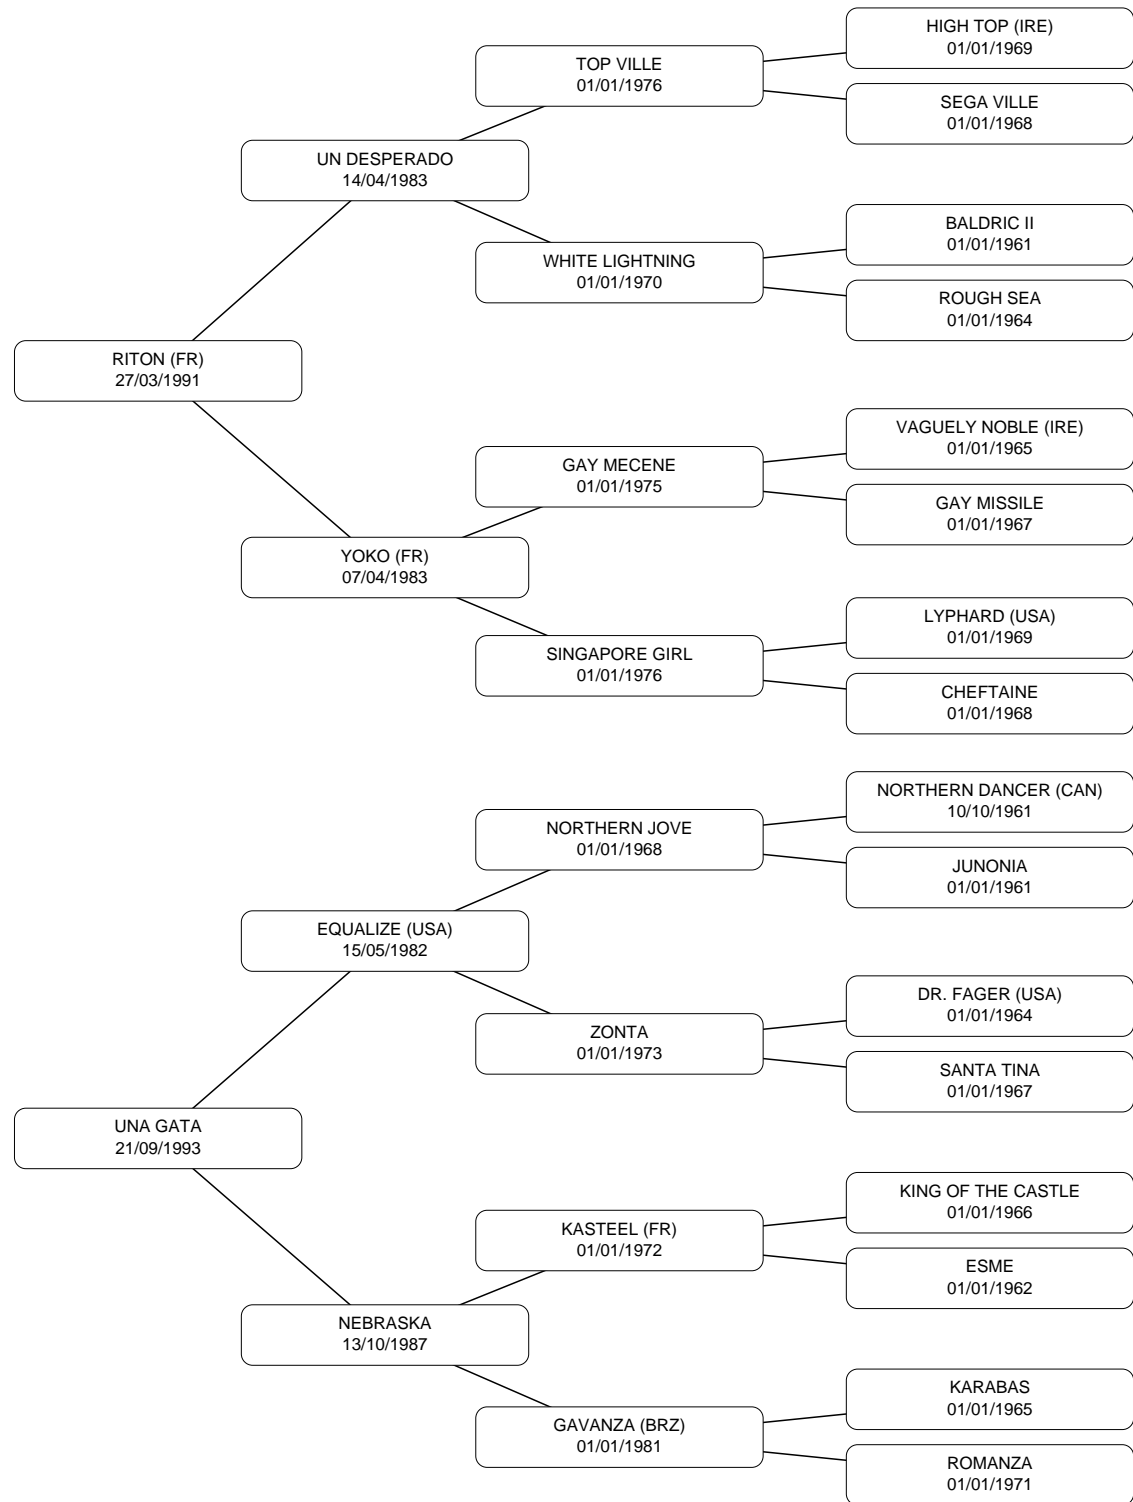 HIGH TOP (IRE)
01/01/1969
TOP VILLE
01/01/1976
SEGA VILLE
01/01/1968
UN DESPERADO
14/04/1983
BALDRIC II
01/01/1961
WHITE LIGHTNING
01/01/1970
ROUGH SEA
01/01/1964
RITON (FR)
27/03/1991
VAGUELY NOBLE (IRE)
01/01/1965
GAY MECENE
01/01/1975
GAY MISSILE
01/01/1967
YOKO (FR)
07/04/1983
LYPHARD (USA)
01/01/1969
SINGAPORE GIRL
01/01/1976
CHEFTAINE
01/01/1968
NORTHERN DANCER (CAN)
10/10/1961
NORTHERN JOVE
01/01/1968
JUNONIA
01/01/1961
EQUALIZE (USA)
15/05/1982
DR. FAGER (USA)
01/01/1964
ZONTA
01/01/1973
SANTA TINA
01/01/1967
UNA GATA
21/09/1993
KING OF THE CASTLE
01/01/1966
KASTEEL (FR)
01/01/1972
ESME
01/01/1962
NEBRASKA
13/10/1987
KARABAS
01/01/1965
GAVANZA (BRZ)
01/01/1981
ROMANZA
01/01/1971